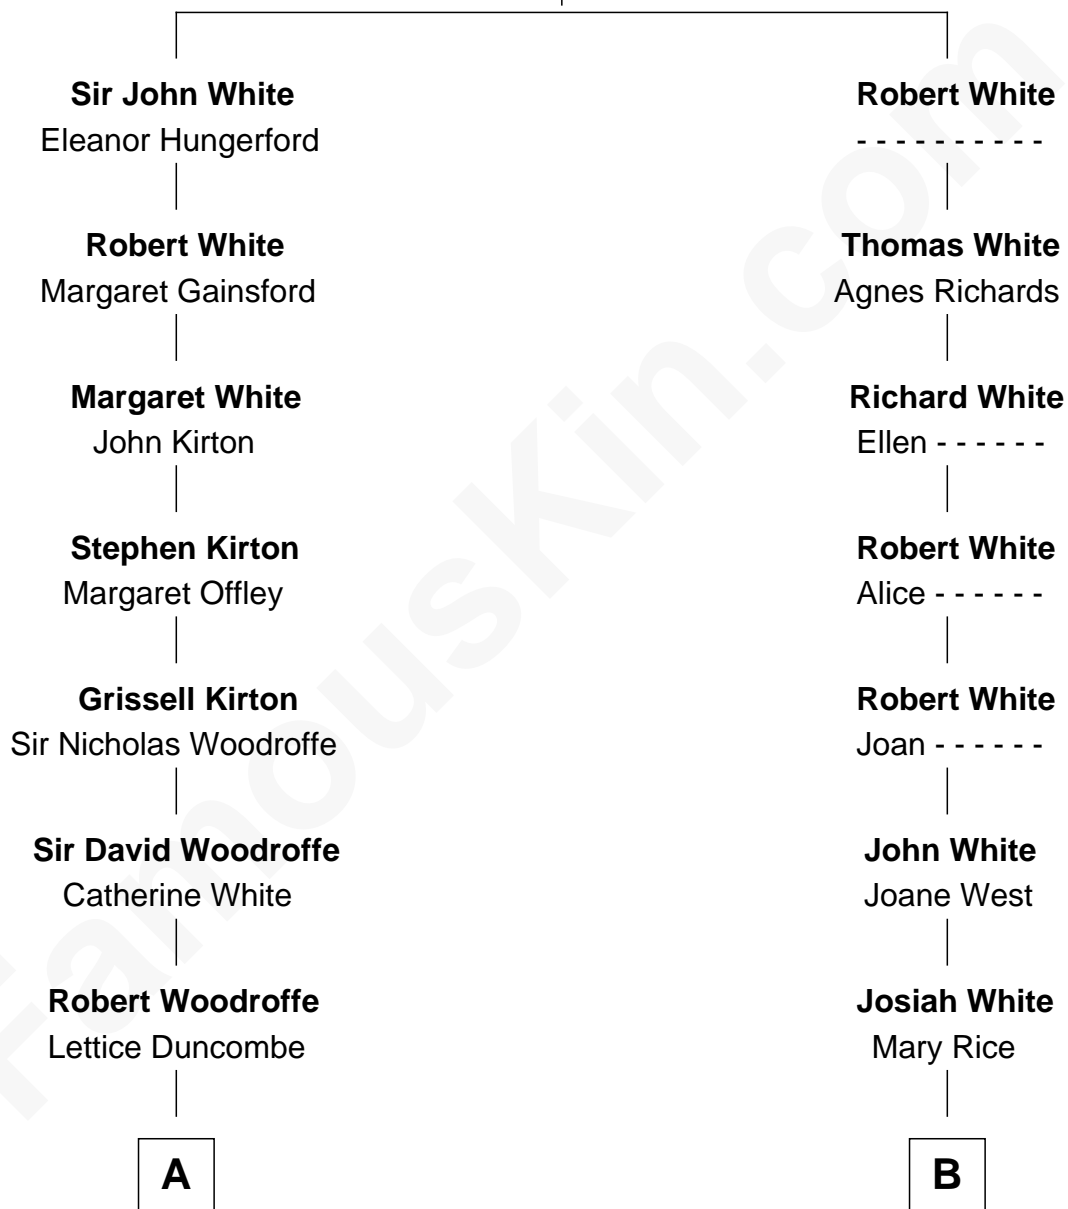 Sir John White
Eleanor Hungerford
Robert White
Margaret Gainsford
Margaret White
John Kirton
Stephen Kirton
Margaret Offley
Grissell Kirton
Sir Nicholas Woodroffe
Sir David Woodroffe
Catherine White
Robert Woodroffe
Lettice Duncombe
A
Robert White
- - - - - - - - - -
Thomas White
Agnes Richards
Richard White
Ellen - - - - - -
Robert White
Alice - - - - - -
Robert White
Joan - - - - - -
John White
Joane West
Josiah White
Mary Rice
B
FamousKin.com